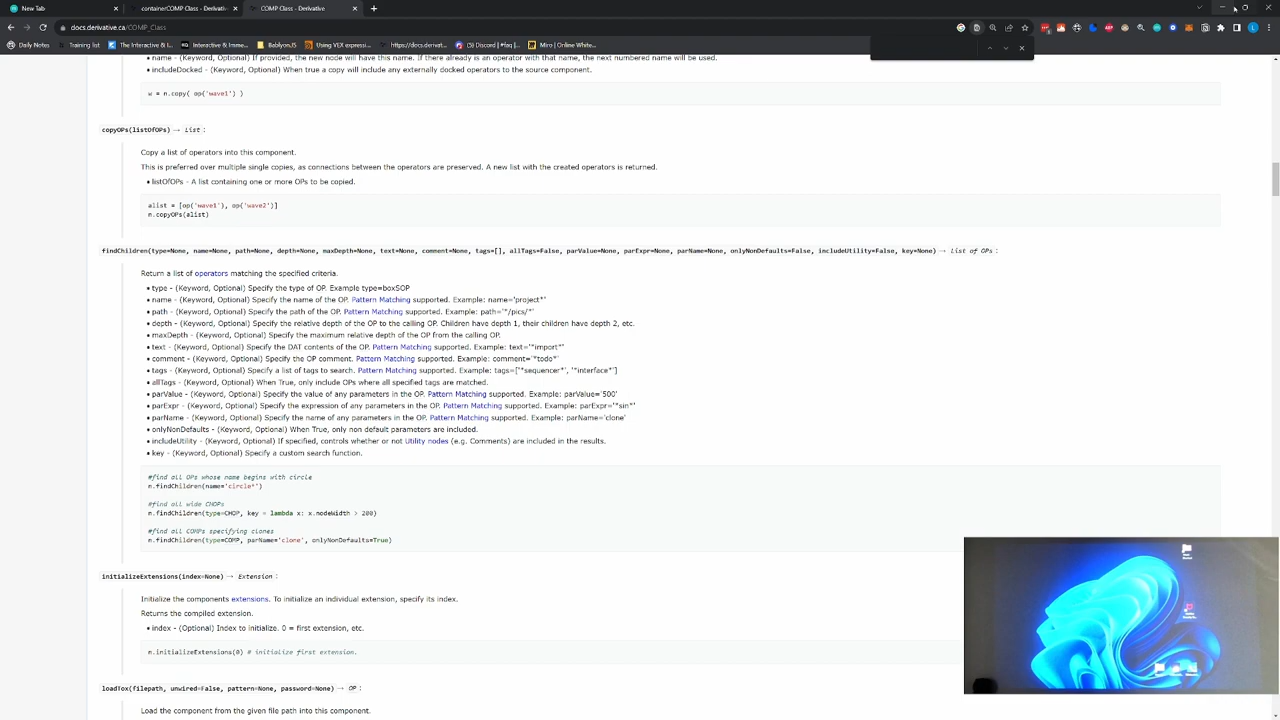 New Tab
containerCOMP Class - Derivativ
COMP Class - Derivative
docs.derivative.ca/COMP_Class
Daily Notes
Training list
The Interactive & I
Interactive & Imme...
BablyonJS
Using VEX expressi...
https://docs.derivat...
(5) Discord | #faq |...
Miro | Online White...
• name - (Keyword, Optional) If provided, the new node will have this name. If there already is an operator with that name, the next numbered name will be used.
• includeDocked - (Keyword, Optional) When true a copy will include any externally docked operators to the source component.
w = n.copy( op('wave1') )
copyOPs(listOfOPs) → List :
Copy a list of operators into this component.
This is preferred over multiple single copies, as connections between the operators are preserved. A new list with the created operators is returned.
• listOfOPs - A list containing one or more OPs to be copied.
alist = [op('wave1'), op('wave2')]
n.copyOPs(alist)
findChildren(type=None, name=None, path=None, depth=None, maxDepth=None, text=None, comment=None, tags=[], allTags=False, parValue=None, parExpr=None, parName=None, onlyNonDefaults=False, includeUtility=False, key=None) → List of OPs :
Return a list of operators matching the specified criteria.
• type - (Keyword, Optional) Specify the type of OP. Example type=boxSOP
• name - (Keyword, Optional) Specify the name of the OP. Pattern Matching supported. Example: name='project*'
• path - (Keyword, Optional) Specify the path of the OP. Pattern Matching supported. Example: path='*/pics/*'
• depth - (Keyword, Optional) Specify the relative depth of the OP to the calling OP. Children have depth 1, their children have depth 2, etc.
• maxDepth - (Keyword, Optional) Specify the maximum relative depth of the OP from the calling OP.
• text - (Keyword, Optional) Specify the DAT contents of the OP. Pattern Matching supported. Example: text='*import*'
• comment - (Keyword, Optional) Specify the OP comment. Pattern Matching supported. Example: comment='*todo*'
• tags - (Keyword, Optional) Specify a list of tags to search. Pattern Matching supported. Example: tags=['*sequencer*', '*interface*']
• allTags - (Keyword, Optional) When True, only include OPs where all specified tags are matched.
• parValue - (Keyword, Optional) Specify the value of any parameters in the OP. Pattern Matching supported. Example: parValue='500'
• parExpr - (Keyword, Optional) Specify the expression of any parameters in the OP. Pattern Matching supported. Example: parExpr='*sin*'
• parName - (Keyword, Optional) Specify the name of any parameters in the OP. Pattern Matching supported. Example: parName='clone'
• onlyNonDefaults - (Keyword, Optional) When True, only non default parameters are included.
• includeUtility - (Keyword, Optional) If specified, controls whether or not Utility nodes (e.g. Comments) are included in the results.
• key - (Keyword, Optional) Specify a custom search function.
#find all OPs whose name begins with circle
n.findChildren(name='circle*')
#find all wide CHOPs
n.findChildren(type=CHOP, key = lambda x: x.nodeWidth > 200)
#find all COMPs specifying clones
n.findChildren(type=COMP, parName='clone', onlyNonDefaults=True)
initializeExtensions(index=None) → Extension :
Initialize the components extensions. To initialize an individual extension, specify its index.
Returns the compiled extension.
• index - (Optional) Index to initialize. 0 = first extension, etc.
n.initializeExtensions(0) # initialize first extension.
loadTox(filepath, unwired=False, pattern=None, password=None) → OP :
Load the component from the given file path into this component.